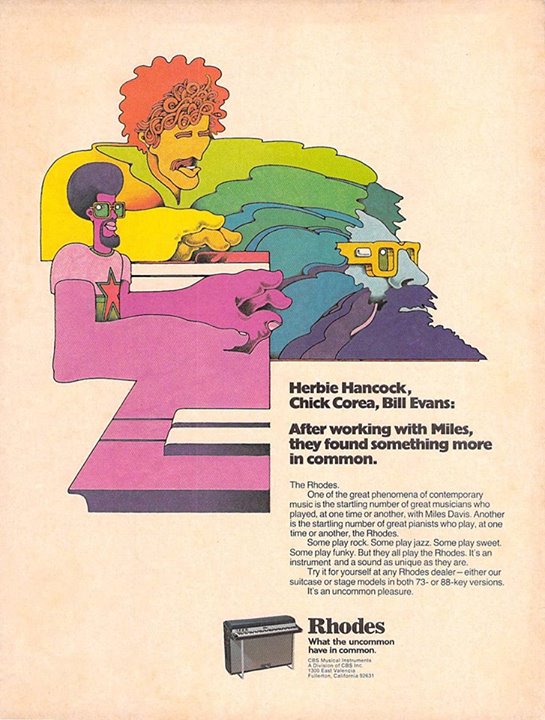 Herbie Hancock,
Chick Corea, Bill Evans:
After working with Miles,
they found something more
in common.
The Rhodes.
One of the great phenomena of contemporary
music is the startling number of great musicians who
played, at one time or another, with Miles Davis. Another
is the startling number of great pianists who play, at one
time or another, the Rhodes.
Some play rock. Some play jazz. Some play sweet.
Some play funky. But they all play the Rhodes. It's an
instrument and a sound as unique as they are.
Try it for yourself at any Rhodes dealer – either our
suitcase or stage models in both 73- or 88-key versions.
It's an uncommon pleasure.
Rhodes
What the uncommon
have in common.
CBS Musical Instruments
A Division of CBS Inc.
1300 East Valencia
Fullerton, California 92631